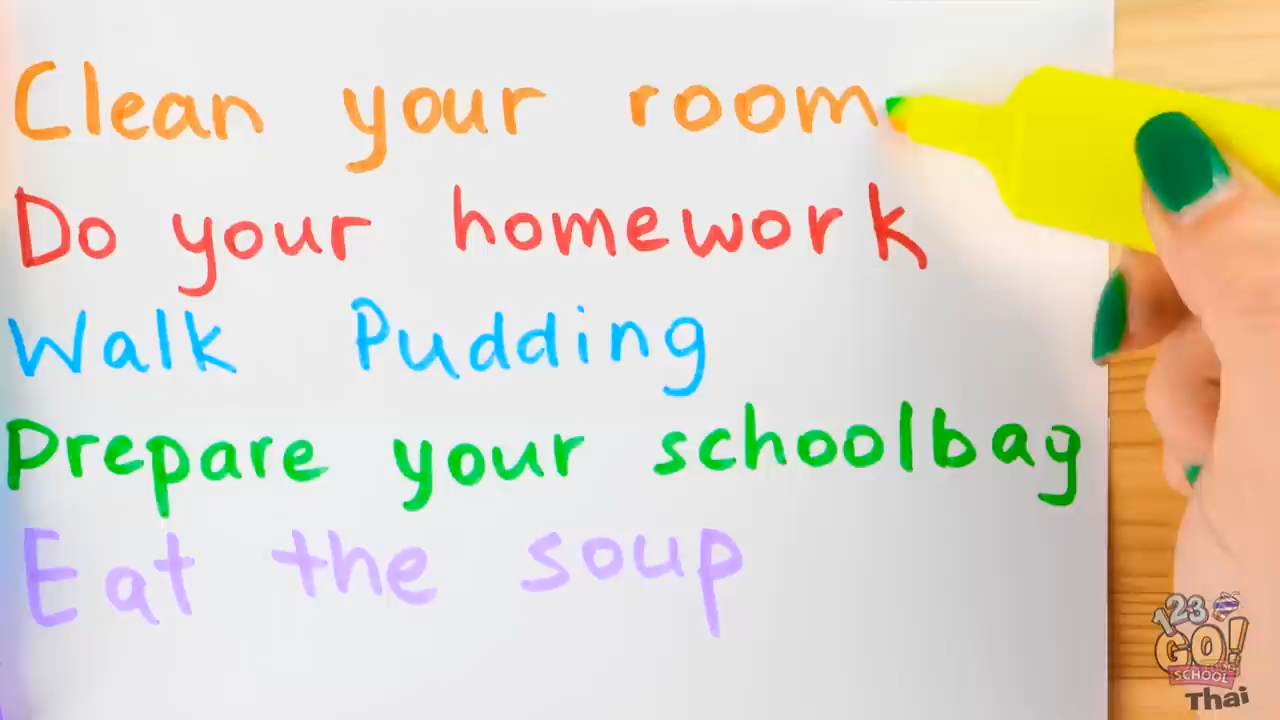 Clean your room
Do your homework
Walk Pudding
Prepare your schoolbag
Eat the soup
123
GO!
SCHOOL
Thai